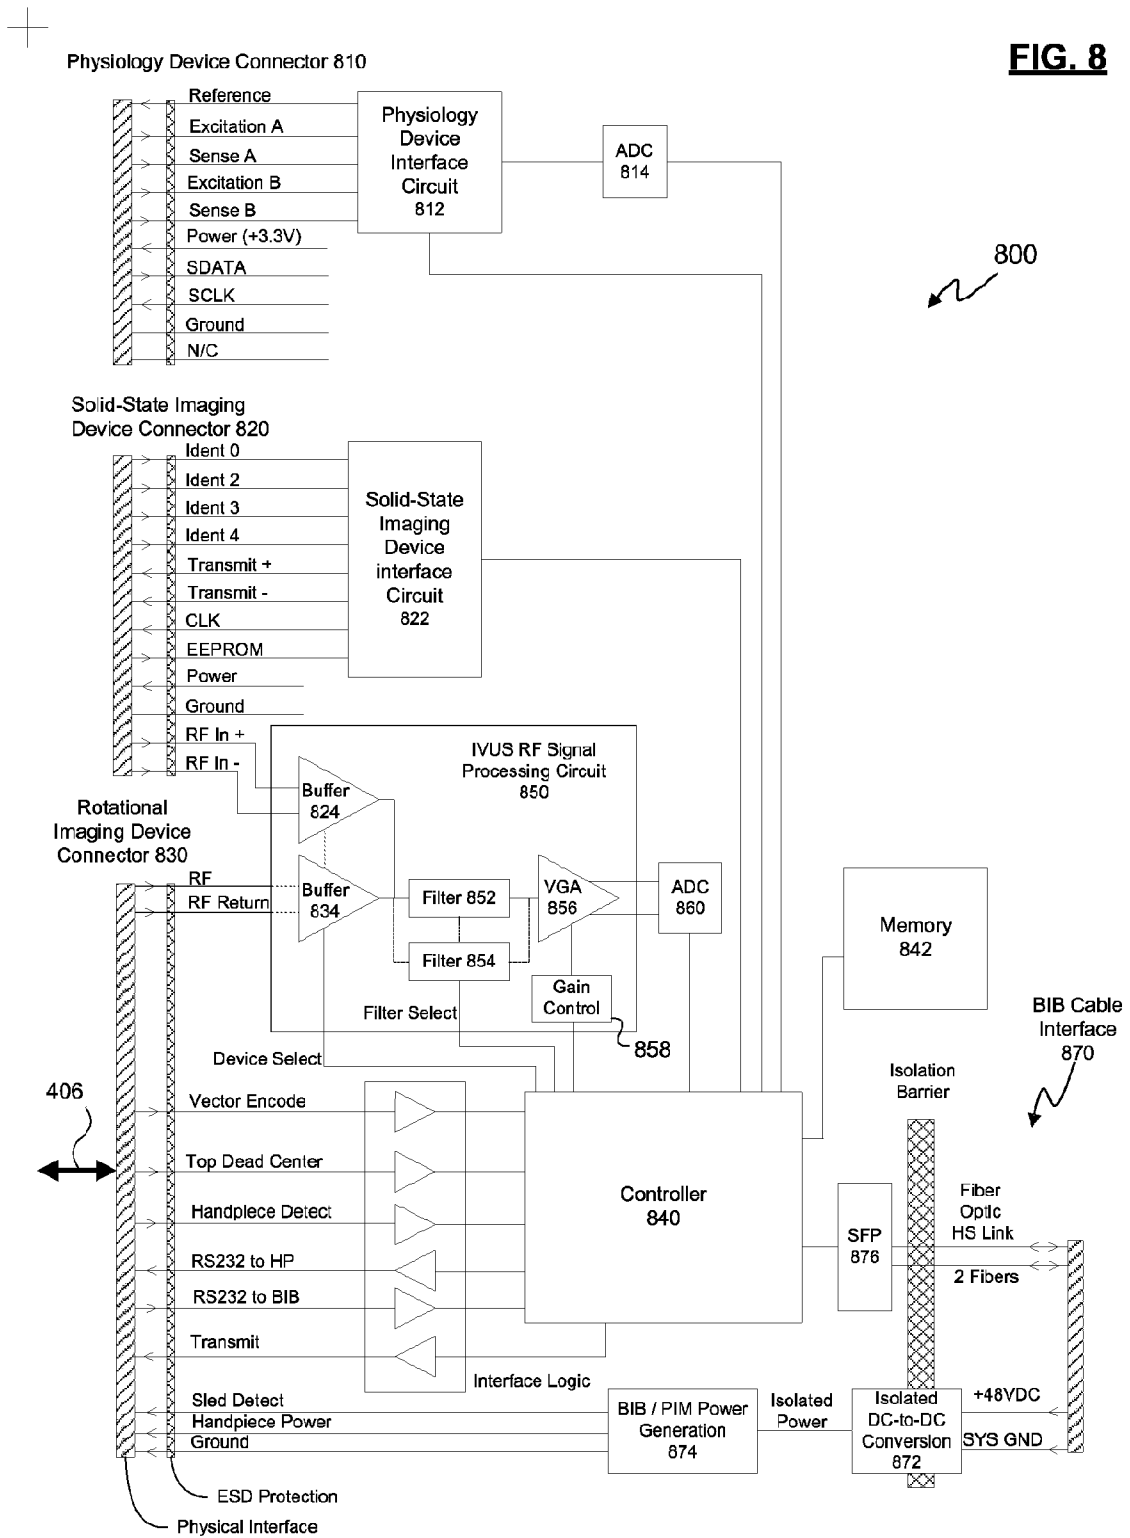 FIG. 8
Physiology Device Connector 810
Reference
Excitation A
Sense A
Excitation B
Sense B
Power (+3.3V)
SDATA
SCLK
Ground
N/C
Physiology
Device
Interface
Circuit
812
ADC
814
800
Solid-State Imaging
Device Connector 820
Ident 0
Ident 2
Ident 3
Ident 4
Transmit +
Transmit -
CLK
EEPROM
Power
Ground
RF In +
RF In -
Solid-State
Imaging
Device
interface
Circuit
822
IVUS RF Signal
Processing Circuit
850
Buffer
824
Rotational
Imaging Device
Connector 830
RF
RF Return
Buffer
834
Filter 852
Filter 854
VGA
856
ADC
860
Gain
Control
858
Filter Select
Device Select
Memory
842
BIB Cable
Interface
870
Isolation
Barrier
406
Vector Encode
Top Dead Center
Handpiece Detect
RS232 to HP
RS232 to BIB
Transmit
Interface Logic
Controller
840
SFP
876
Fiber
Optic
HS Link
2 Fibers
Sled Detect
Handpiece Power
Ground
BIB / PIM Power
Generation
874
Isolated
Power
Isolated
DC-to-DC
Conversion
872
+48VDC
SYS GND
ESD Protection
Physical Interface